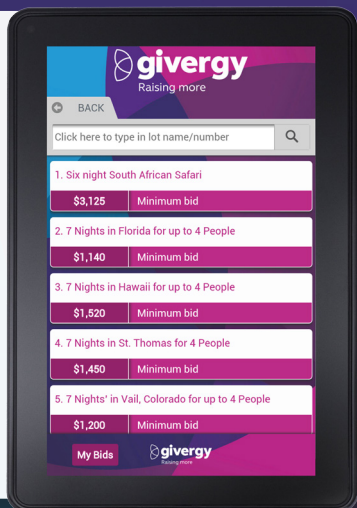 givergy
Raising more
BACK
Click here to type in lot name/number
1. Six night South African Safari
$3,125 Minimum bid
2. 7 Nights in Florida for up to 4 People
$1,140 Minimum bid
3. 7 Nights in Hawaii for up to 4 People
$1,520 Minimum bid
4. 7 Nights in St. Thomas for 4 People
$1,450 Minimum bid
5. 7 Nights' in Vail, Colorado for up to 4 People
$1,200 Minimum bid
My Bids givergy
Raising more